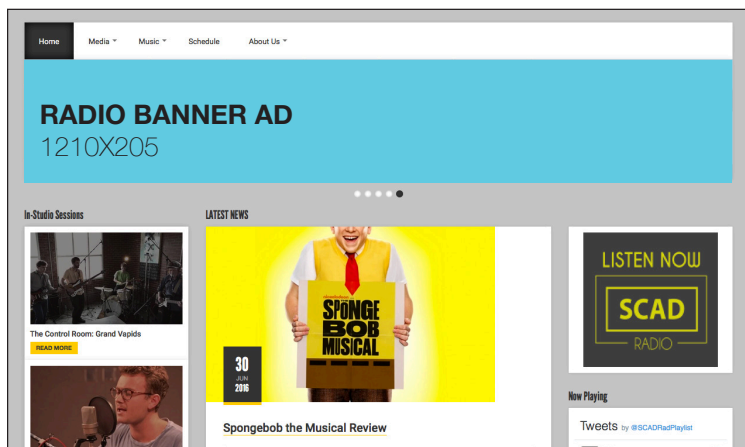 Home
Media
Music
Schedule
About Us
RADIO BANNER AD
1210X205
In-Studio Sessions
The Control Room: Grand Vapids
READ MORE
LATEST NEWS
SPONGE
BOB
MUSICAL
30
JUN
2016
Spongebob the Musical Review
LISTEN NOW
SCAD
RADIO
Now Playing
Tweets by @SCADRadPlaylist